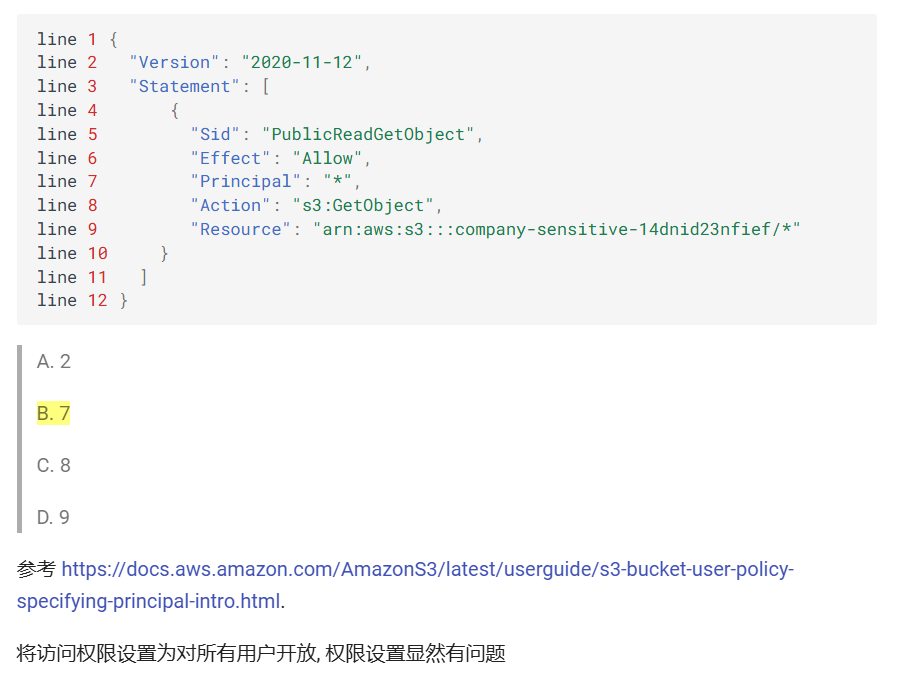 line 1 {
line 2   "Version": "2020-11-12",
line 3   "Statement": [
line 4       {
line 5         "Sid": "PublicReadGetObject",
line 6         "Effect": "Allow",
line 7         "Principal": "*",
line 8         "Action": "s3:GetObject",
line 9         "Resource": "arn:aws:s3:::company-sensitive-14dnid23nfief/*"
line 10     }
line 11   ]
line 12 }
A. 2
B. 7
C. 8
D. 9
参考 https://docs.aws.amazon.com/AmazonS3/latest/userguide/s3-bucket-user-policy-
specifying-principal-intro.html.
将访问权限设置为对所有用户开放, 权限设置显然有问题